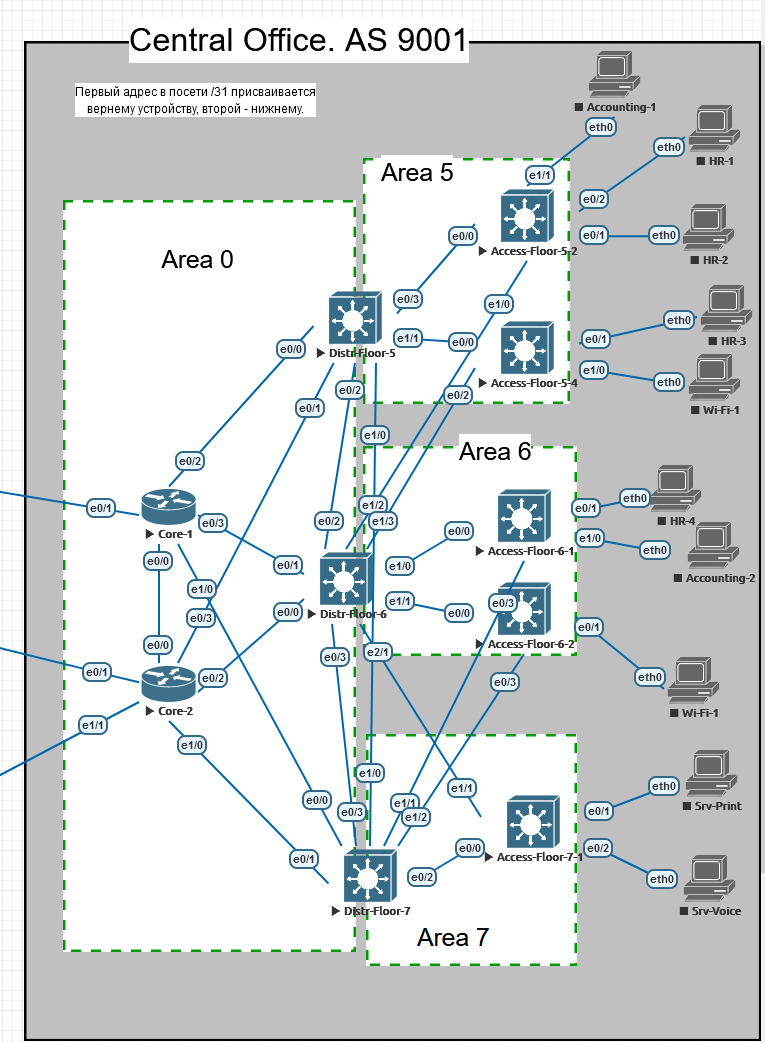 Central Office. AS 9001
Первый адрес в посети /31 присваивается
вернему устройству, второй - нижнему.
Accounting-1
eth0
HR-1
eth0
e1/1
Area 5
e0/2
Access-Floor-5-2
e0/0
e0/1
eth0
HR-2
Area 0
e0/3
e1/0
Distr-Floor-5
e0/0
e1/1
e0/0
Access-Floor-5-4
e0/1
eth0
HR-3
e1/0
eth0
Wi-Fi-1
e0/2
e0/2
e0/1
e1/0
Area 6
e0/2
Core-1
e0/1
e0/3
e0/0
e1/0
e1/2
e1/3
e0/2
e0/1
Distr-Floor-6
e1/0
e0/0
Access-Floor-6-1
e0/1
eth0
HR-4
e1/0
eth0
Accounting-2
e0/3
e0/0
e1/1
e0/0
e0/3
Access-Floor-6-2
e0/1
eth0
Wi-Fi-1
e0/0
Core-2
e0/1
e0/2
e1/1
e1/0
e0/3
e2/1
e0/3
e1/0
e1/1
e1/2
e1/1
e0/0
e0/3
e0/1
Distr-Floor-7
e0/2
e0/0
Access-Floor-7-1
e0/1
eth0
Srv-Print
e0/2
eth0
Srv-Voice
Area 7